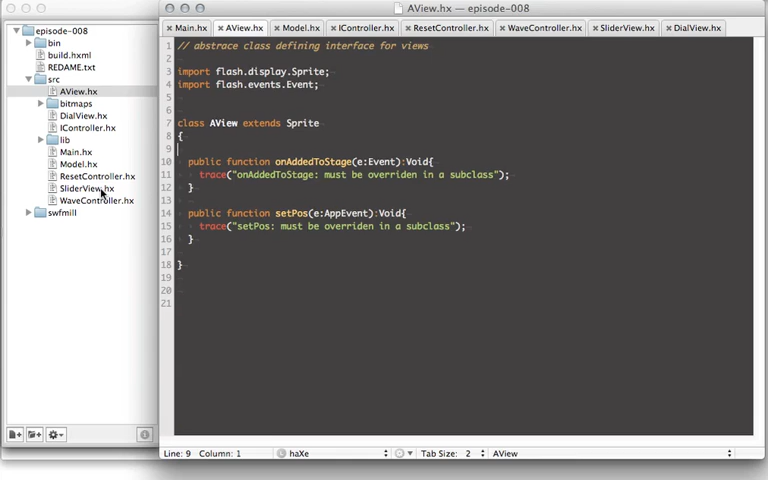 AView.hx — episode-008
Main.hx
AView.hx
Model.hx
IController.hx
ResetController.hx
WaveController.hx
SliderView.hx
DialView.hx
episode-008
bin
build.hxml
REDAME.txt
src
AView.hx
bitmaps
DialView.hx
IController.hx
lib
Main.hx
Model.hx
ResetController.hx
SliderView.hx
WaveController.hx
swfmill
1 // abstrace class defining interface for views
2
3 import flash.display.Sprite;
4 import flash.events.Event;
5
6
7 class AView extends Sprite
8 {
9
10 public function onAddedToStage(e:Event):Void{
11 trace("onAddedToStage: must be overriden in a subclass");
12 }
13
14 public function setPos(e:AppEvent):Void{
15 trace("setPos: must be overriden in a subclass");
16 }
17
18 }
19
20
21
Line: 9 Column: 1 haXe Tab Size: 2 AView